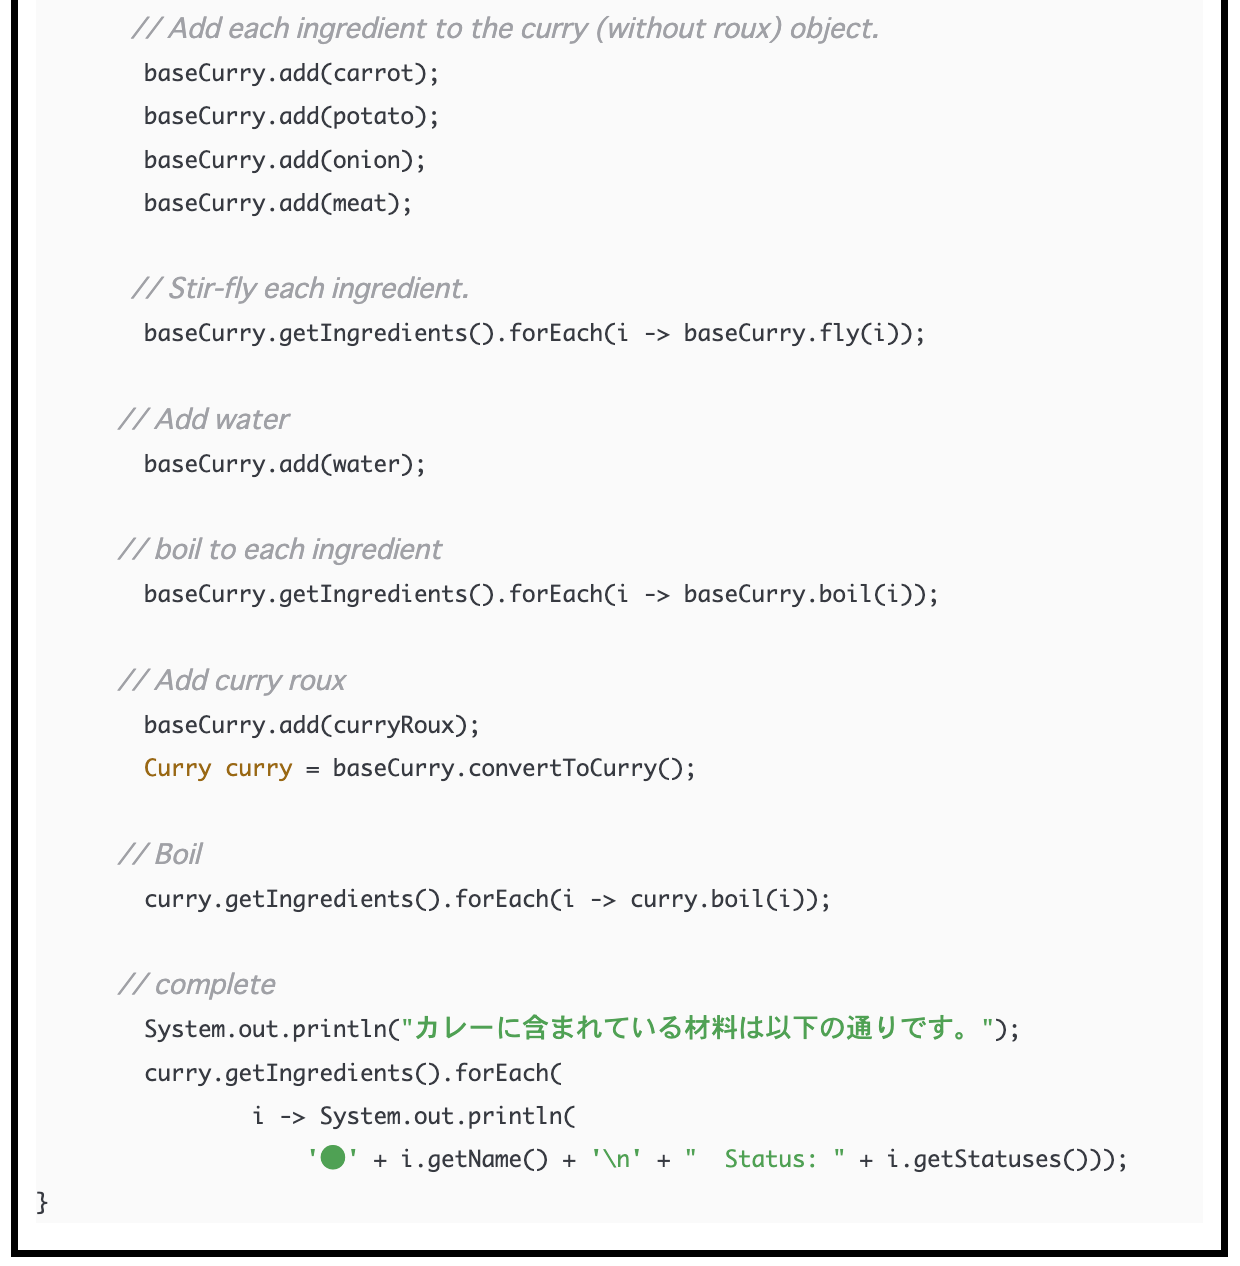 // Add each ingredient to the curry (without roux) object.
baseCurry.add(carrot);
baseCurry.add(potato);
baseCurry.add(onion);
baseCurry.add(meat);
// Stir-fly each ingredient.
baseCurry.getIngredients().forEach(i -> baseCurry.fly(i));
// Add water
baseCurry.add(water);
// boil to each ingredient
baseCurry.getIngredients().forEach(i -> baseCurry.boil(i));
// Add curry roux
baseCurry.add(curryRoux);
Curry curry = baseCurry.convertToCurry();
// Boil
curry.getIngredients().forEach(i -> curry.boil(i));
// complete
System.out.println("カレーに含まれている材料は以下の通りです。");
curry.getIngredients().forEach(
i -> System.out.println(
'●' + i.getName() + '\n' + "  Status: " + i.getStatuses()));
}